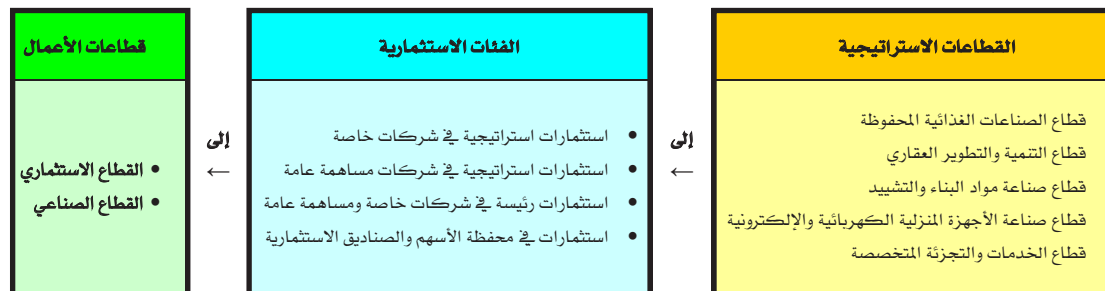 القطاعات الاستراتيجية
قطاع الصناعات الغذائية المحفوظة
قطاع التنمية والتطوير العقاري
قطاع صناعة مواد البناء والتشييد
قطاع صناعة الأجهزة المنزلية الكهربائية والإلكترونية
قطاع الخدمات والتجزئة المتخصصة
إلى
←
الفئات الاستثمارية
• استثمارات استراتيجية في شركات خاصة
• استثمارات استراتيجية في شركات مساهمة عامة
• استثمارات رئيسة في شركات خاصة ومساهمة عامة
• استثمارات في محفظة الأسهم والصناديق الاستثمارية
إلى
←
قطاعات الأعمال
• القطاع الاستثماري
• القطاع الصناعي